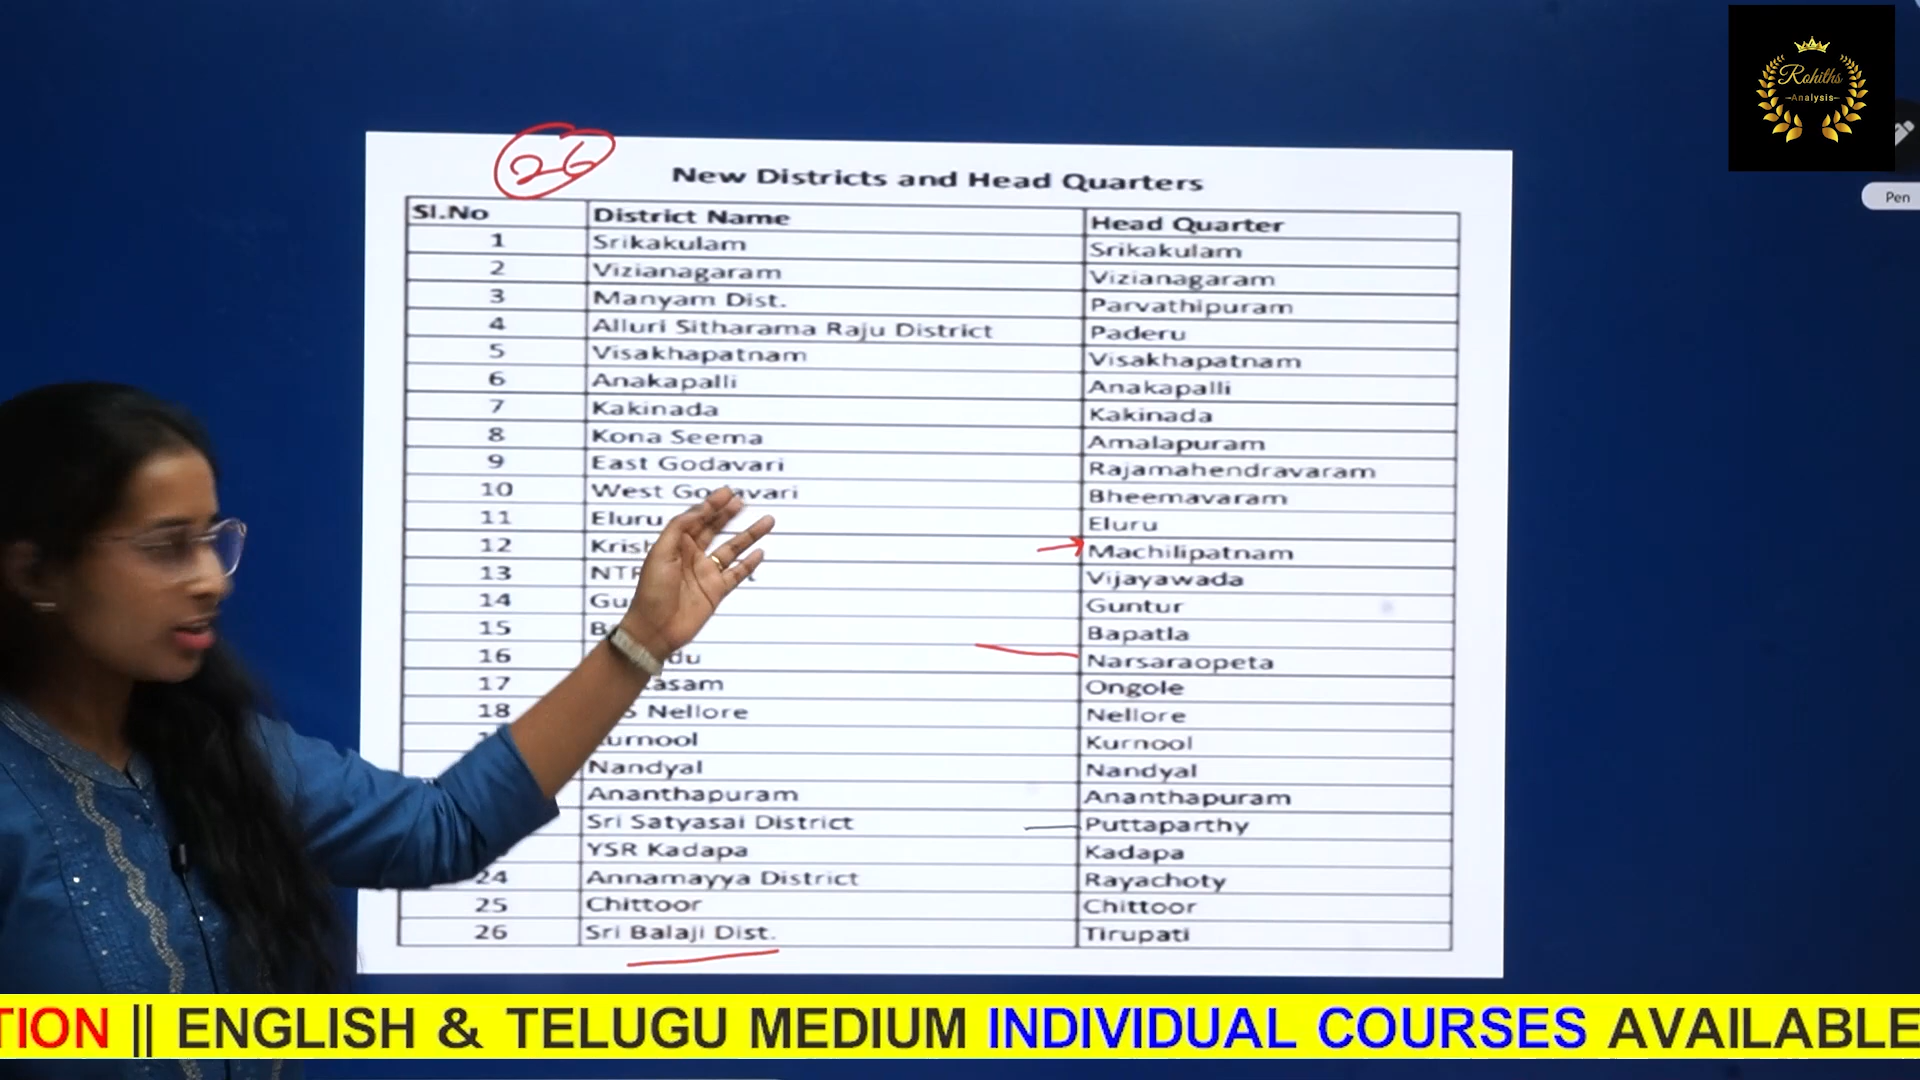 Rohiths
Analysis
Pen
26
New Districts and Head Quarters
Sl.No District Name Head Quarter
1 Srikakulam Srikakulam
2 Vizianagaram Vizianagaram
3 Manyam Dist. Parvathipuram
4 Alluri Sitharama Raju District Paderu
5 Visakhapatnam Visakhapatnam
6 Anakapalli Anakapalli
7 Kakinada Kakinada
8 Kona Seema Amalapuram
9 East Godavari Rajamahendravaram
10 West Godavari Bheemavaram
11 Eluru Eluru
12 Machilipatnam
13 Vijayawada
14 Guntur
15 Bapatla
16 Narsaraopeta
17 Ongole
18 Nellore Nellore
Kurnool Kurnool
Nandyal Nandyal
Ananthapuram Ananthapuram
Sri Satyasai District Puttaparthy
YSR Kadapa Kadapa
24 Annamayya District Rayachoty
25 Chittoor Chittoor
26 Sri Balaji Dist. Tirupati
TION || ENGLISH & TELUGU MEDIUM INDIVIDUAL COURSES AVAILABLE